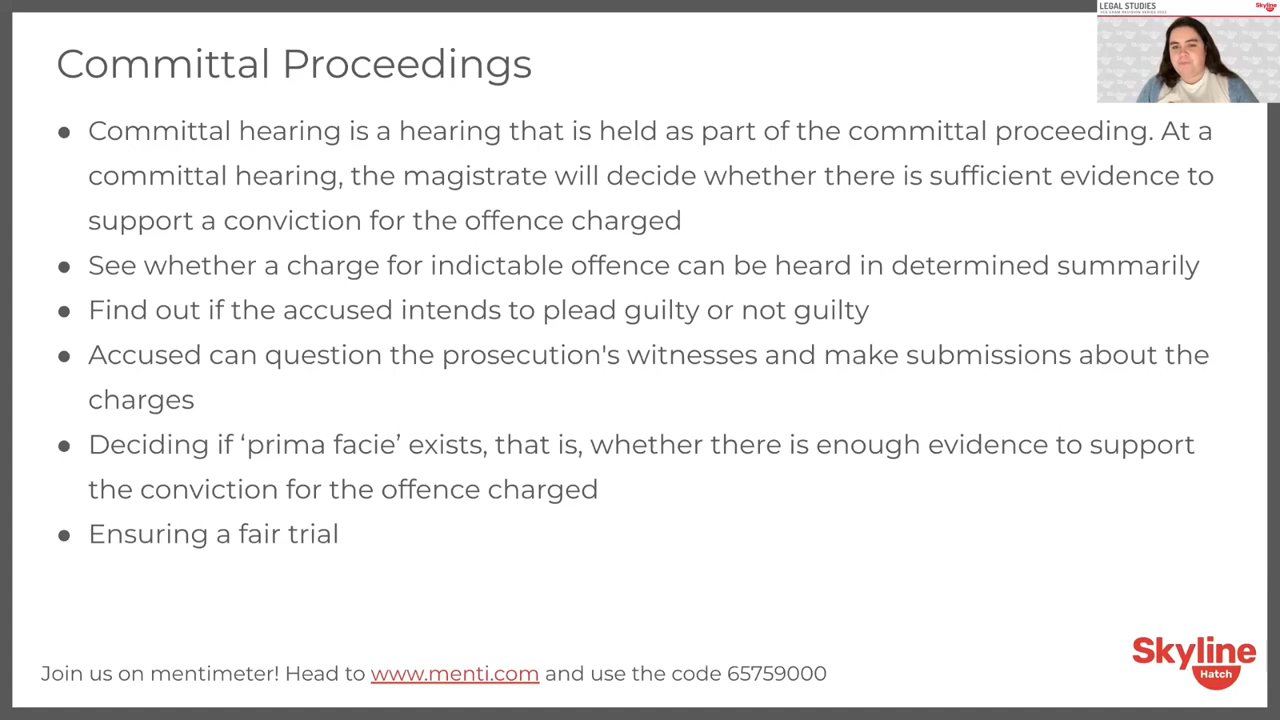 LEGAL STUDIES
Skyline
Committal Proceedings
● Committal hearing is a hearing that is held as part of the committal proceeding. At a
committal hearing, the magistrate will decide whether there is sufficient evidence to
support a conviction for the offence charged
● See whether a charge for indictable offence can be heard in determined summarily
● Find out if the accused intends to plead guilty or not guilty
● Accused can question the prosecution's witnesses and make submissions about the
charges
● Deciding if ‘prima facie’ exists, that is, whether there is enough evidence to support
the conviction for the offence charged
● Ensuring a fair trial
Join us on mentimeter! Head to www.menti.com and use the code 65759000
Skyline
Hatch